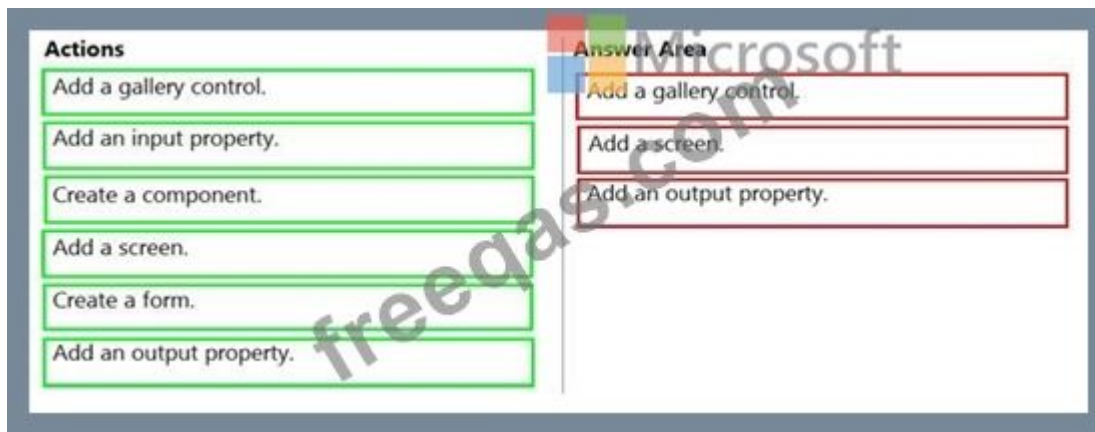 Actions
Add a gallery control.
Add an input property.
Create a component.
Add a screen.
Create a form.
Add an output property.
Microsoft
Answer Area
Add a gallery control.
Add a screen.
Add an output property.
freeqas.com